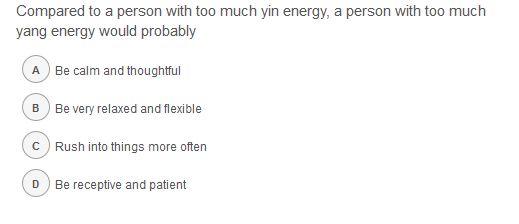 Compared to a person with too much yin energy, a person with too much
yang energy would probably
A Be calm and thoughtful
B Be very relaxed and flexible
C Rush into things more often
D Be receptive and patient